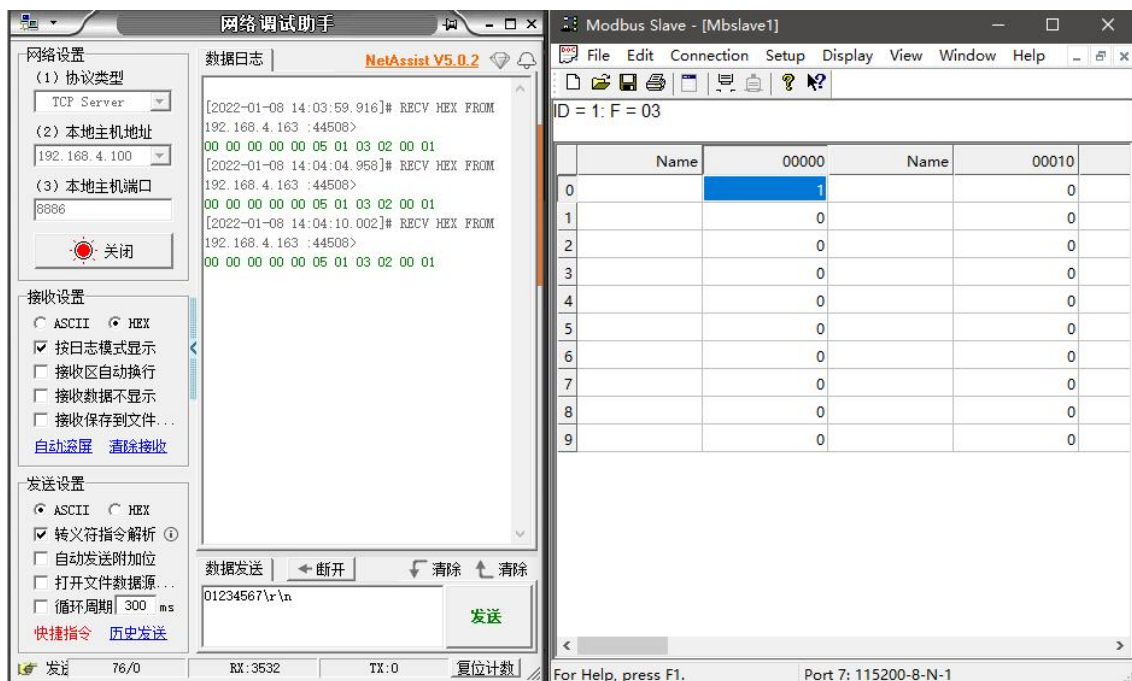 网络调试助手
网络设置
(1) 协议类型
TCP Server
(2) 本地主机地址
192.168.4.100
(3) 本地主机端口
8886
关闭
接收设置
ASCII HEX
按日志模式显示
接收区自动换行
接收数据不显示
接收保存到文件...
自动滚屏 清除接收
发送设置
ASCII HEX
转义符指令解析
自动发送附加位
打开文件数据源...
循环周期 300 ms
快捷指令 历史发送
数据日志 NetAssist V5.0.2
[2022-01-08 14:03:59.916]# RECV HEX FROM
192.168.4.163 :44508>
00 00 00 00 00 05 01 03 02 00 01
[2022-01-08 14:04:04.958]# RECV HEX FROM
192.168.4.163 :44508>
00 00 00 00 00 05 01 03 02 00 01
[2022-01-08 14:04:10.002]# RECV HEX FROM
192.168.4.163 :44508>
00 00 00 00 00 05 01 03 02 00 01
数据发送 断开 清除 清除
01234567\r\n
发送
76/0 RX:3532 TX:0 复位计数
Modbus Slave - [Mbslave1]
File Edit Connection Setup Display View Window Help
ID = 1: F = 03
Name 00000 Name 00010
0 1 0
1 0 0
2 0 0
3 0 0
4 0 0
5 0 0
6 0 0
7 0 0
8 0 0
9 0 0
For Help, press F1. Port 7: 115200-8-N-1